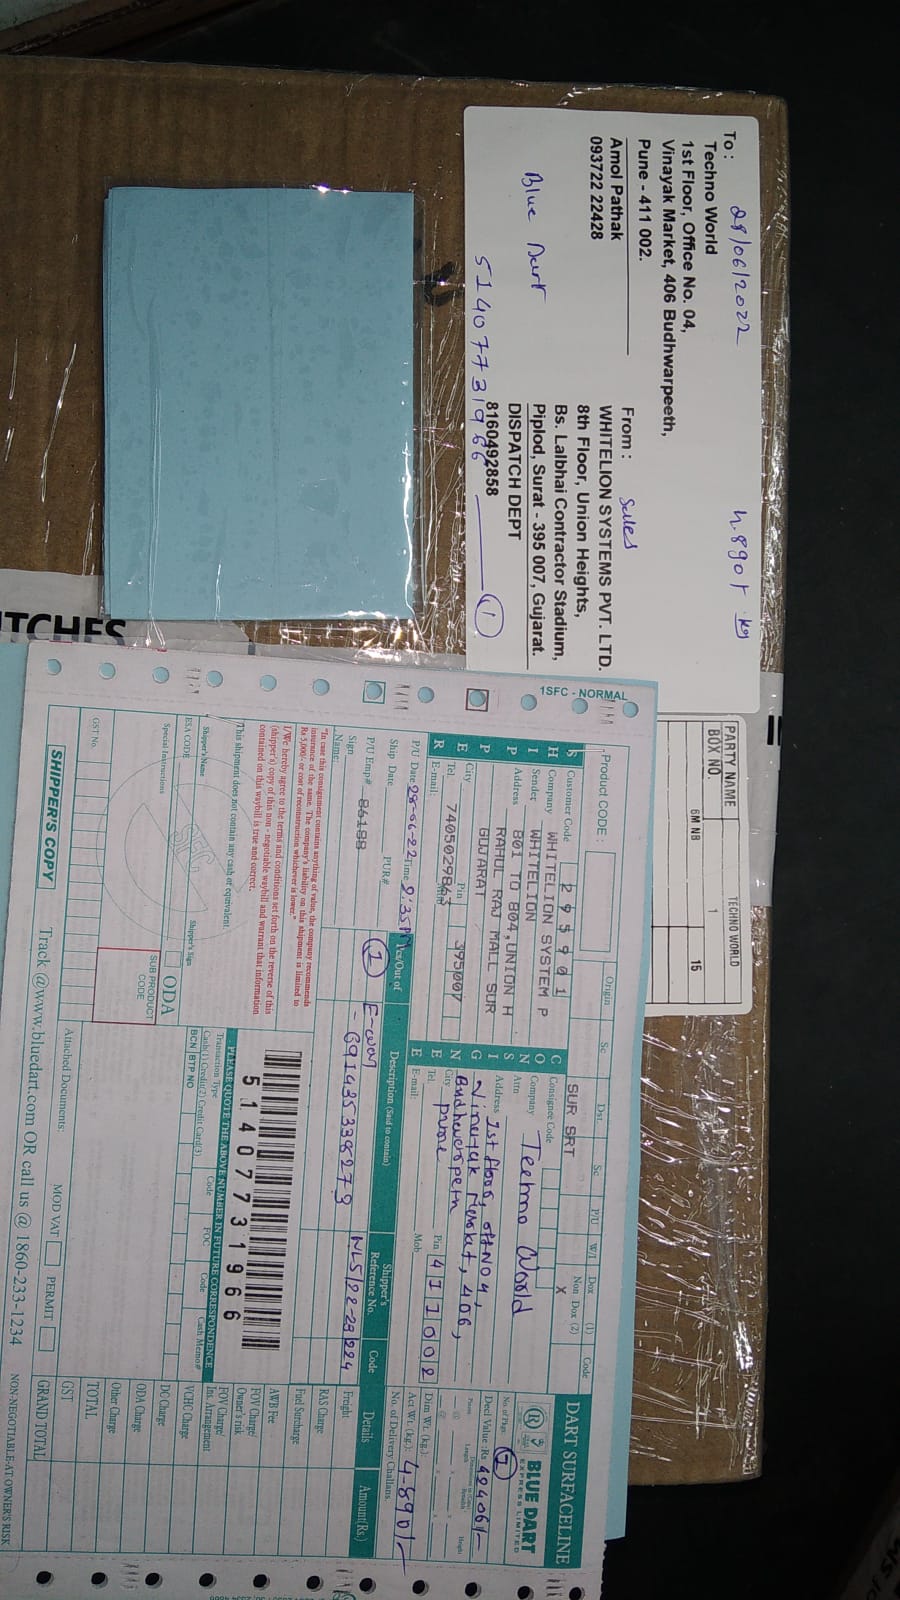 28/06/2022
4.890/- kg
To :
Techno World
1st Floor, Office No. 04,
Vinayak Market, 406 Budhwarpeeth,
Pune - 411 002.
Amol Pathak
093722 22428
Blue Dart
51407731966
1
From :
Sales
WHITELION SYSTEMS PVT. LTD.
8th Floor, Union Heights,
Bs. Lalbhai Contractor Stadium,
Piplod, Surat - 395 007, Gujarat.
DISPATCH DEPT
8160492858
PARTY NAME TECHNO WORLD
BOX NO. 1
6M NB 15
TCHES
1SFC - NORMAL
Product CODE :
Origin Sc Dst Sc P/U W/I Dox (1) Code
Non Dox (2)
SUR SRT X
DART SURFACELINE
BLUE DART
EXPRESS LIMITED
SHIPPER
Customer Code 295901
Company WHITELION SYSTEM P
Sender WHITELION
Address 801 TO 804,UNION H
RAHUL RAJ MALL SUR
GUJARAT
City Pin 395007
Tel.
E-mail
CONSIGNEE
Consignee Code
Company Techno World
Attn
Address 1st floor, off No 4,
Vinayak Market, 406,
City Pune Pin 411002
Tel. Mob
E-mail:
No. of Pkgs. 1
Decl. Value : Rs 42406/-
Dim Wt. (kg.):
Act Wt. (kg.): 4.890/-
No. of Delivery Challans
P/U Date 28-06-22 Time
Ship Date PUR#
P/U Emp# 86188
Sign
Name:
Pcs/Out of Description (Said to contain) Shipper's Reference No. Code Details Amount(Rs.)
1 E-way
WLS/22-23/224
Freight
RAS Charge
Fuel Surcharge
AWB Fee
FOV Charge/
Owner's risk
FOV Charge/
Ins. Arrangement
VCHC Charge
DC Charge
ODA Charge
Other Charge
TOTAL
GST
GRAND TOTAL
"In case this consignment contains anything of value, the company recommends
insurance of the same. The company's liability on this shipment is limited to
Rs 5,000/- or cost of reconstruction whichever is lower."
I/We hereby agree to the terms and conditions set forth on the reverse of this
(shipper's) copy of this non - negotiable waybill and warrant that information
contained on this waybill is true and correct.
This shipment does not contain any cash or equivalent.
51407731966
PLEASE QUOTE THE ABOVE NUMBER IN FUTURE CORRESPONDENCE
Shipper's Name Shipper's Sign
ESA CODE ODA
SFC
Transaction Type Code FOC Code Cash Memo#
Cash(1) Credit(2) Credit Card(3)
BCN / BTP NO
Special Instructions
SUB PRODUCT
CODE
GST No.
Attached Documents: MOD VAT PERMIT
SHIPPER'S COPY Track @www.bluedart.com OR call us @ 1860-233-1234
NON-NEGOTIABLE-AT OWNER'S RISK